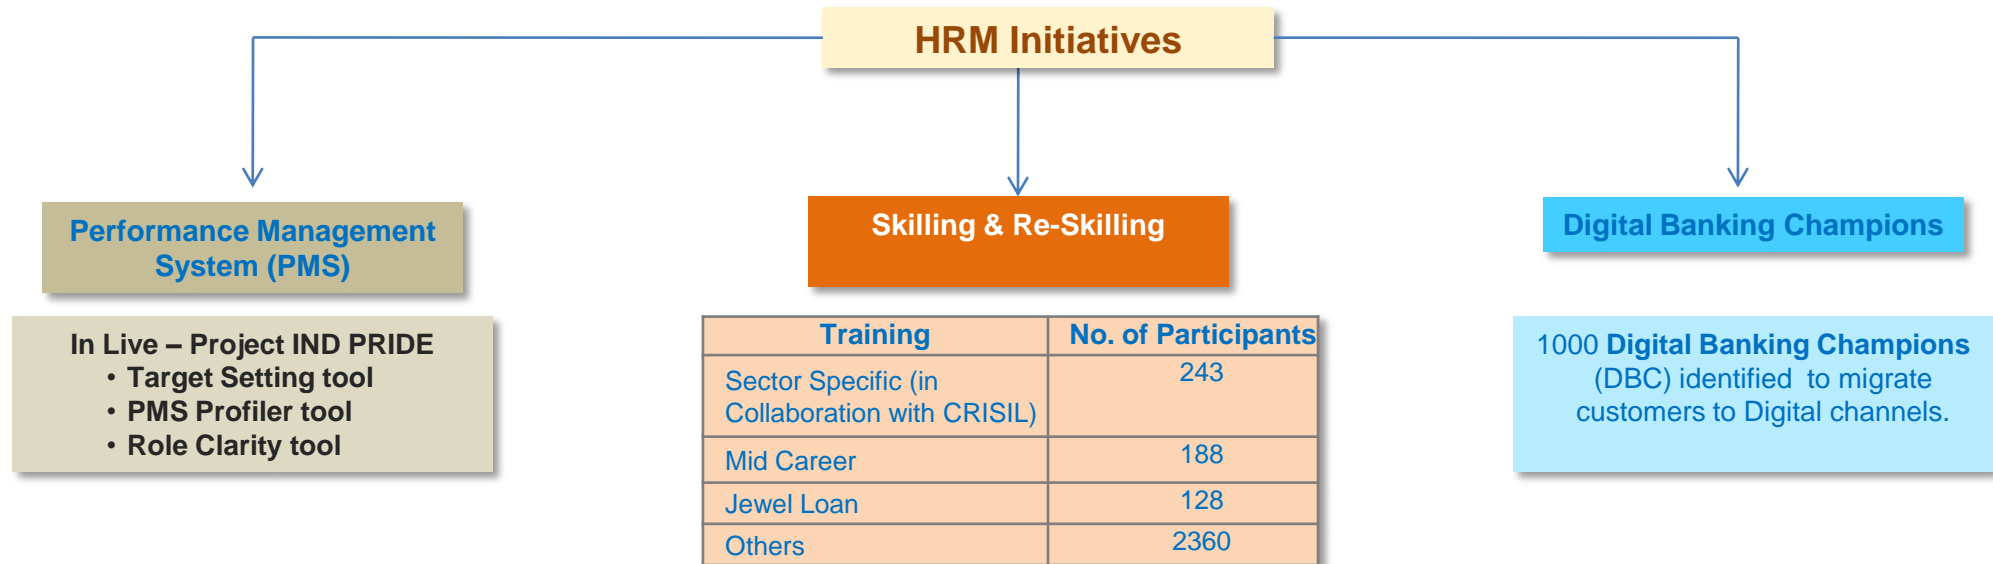 HRM Initiatives
Performance Management
System (PMS)
In Live – Project IND PRIDE
• Target Setting tool
• PMS Profiler tool
• Role Clarity tool
Skilling & Re-Skilling
Training No. of Participants
Sector Specific (in 243
Collaboration with CRISIL)
Mid Career 188
Jewel Loan 128
Others 2360
Digital Banking Champions
1000 Digital Banking Champions
(DBC) identified to migrate
customers to Digital channels.